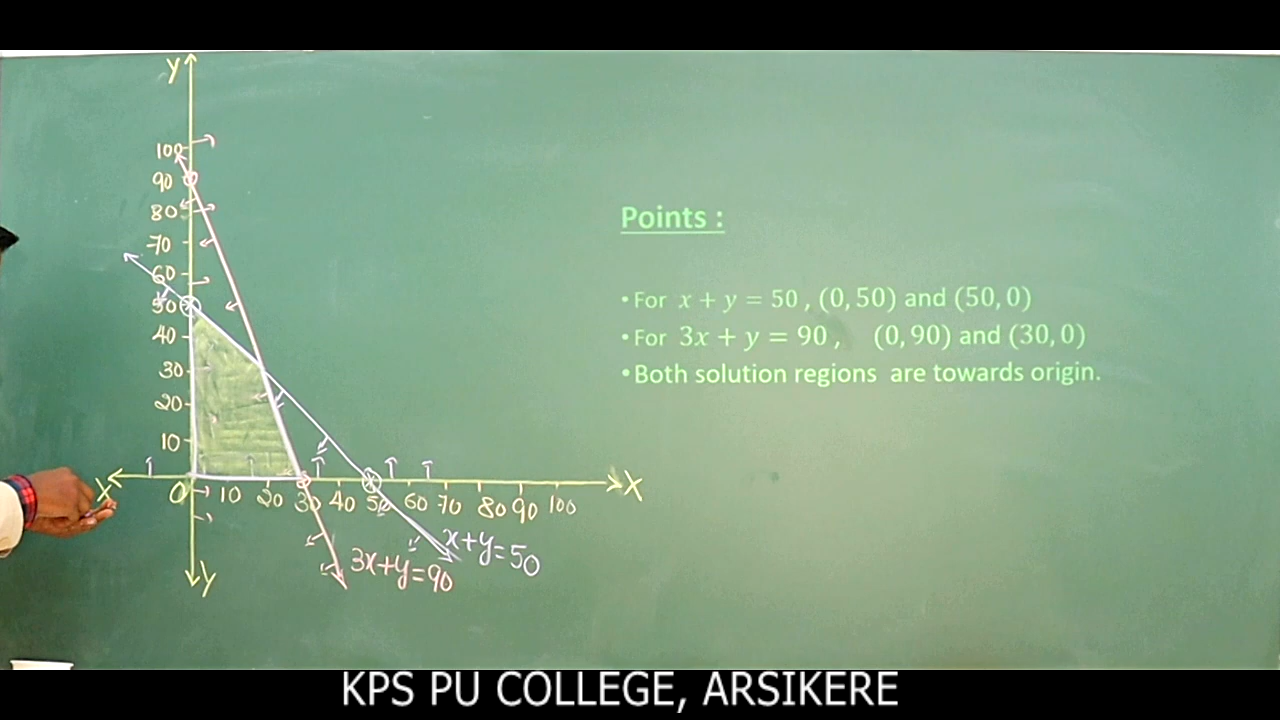 Y
100
90
80
70
60
50
40
30
20
10
X O 10 20 30 40 50 60 70 80 90 100 X
Y
3x+y=90
x+y=50
Points :
• For x + y = 50 , (0, 50) and (50, 0)
• For 3x + y = 90 , (0, 90) and (30, 0)
• Both solution regions are towards origin.
KPS PU COLLEGE, ARSIKERE